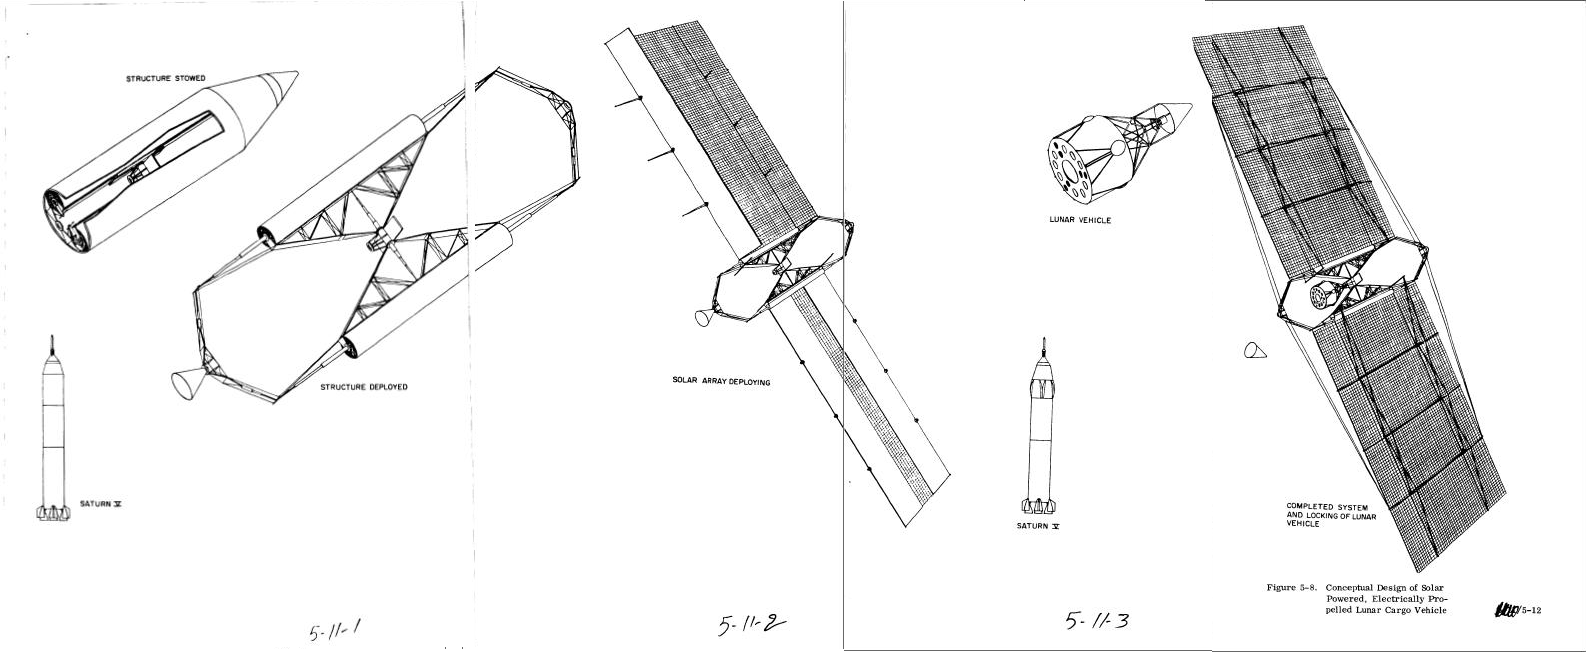 STRUCTURE STOWED
STRUCTURE DEPLOYED
SATURN V
5-11-1
SOLAR ARRAY DEPLOYING
5-11-2
LUNAR VEHICLE
SATURN V
5-11-3
COMPLETED SYSTEM
AND LOCKING OF LUNAR
VEHICLE
Figure 5-8. Conceptual Design of Solar
Powered, Electrically Pro-
pelled Lunar Cargo Vehicle
/5-12